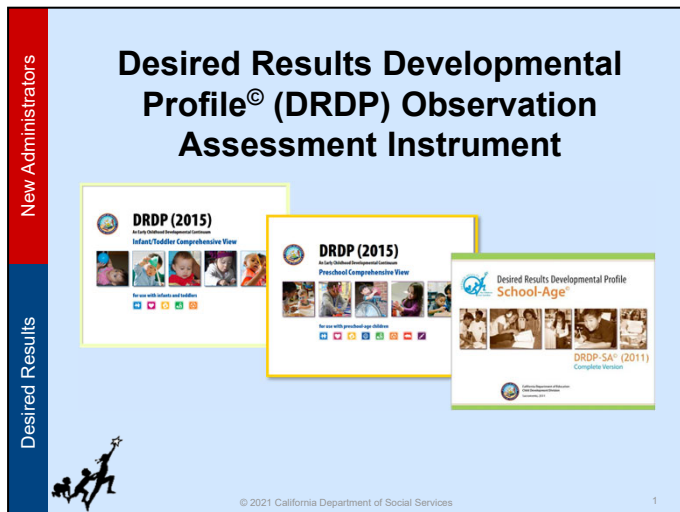 New Administrators
Desired Results
Desired Results Developmental
Profile© (DRDP) Observation
Assessment Instrument
DRDP (2015)
An Early Childhood Developmental Continuum
Infant/Toddler Comprehensive View
for use with infants and toddlers
DRDP (2015)
An Early Childhood Developmental Continuum
Preschool Comprehensive View
for use with preschool-age children
Desired Results Developmental Profile
School-Age©
DRDP-SA© (2011)
Complete Version
California Department of Education
Child Development Division
© 2021 California Department of Social Services
1